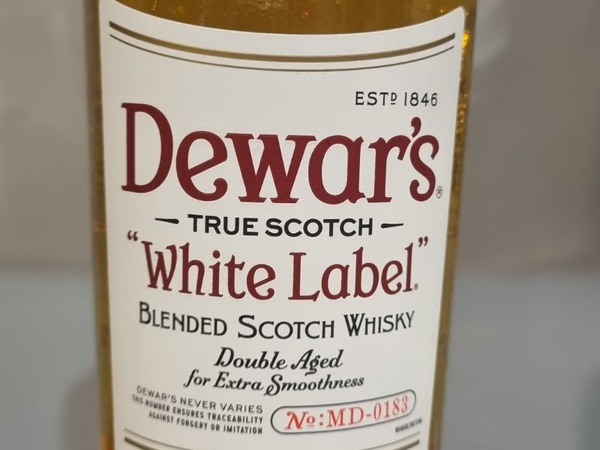 ESTD 1846
Dewar's®
TRUE SCOTCH
"White Label"®
BLENDED SCOTCH WHISKY
Double Aged
for Extra Smoothness
DEWAR'S NEVER VARIES
THIS NUMBER ENSURES TRACEABILITY
AGAINST FORGERY OR IMITATION
No:MD-0183